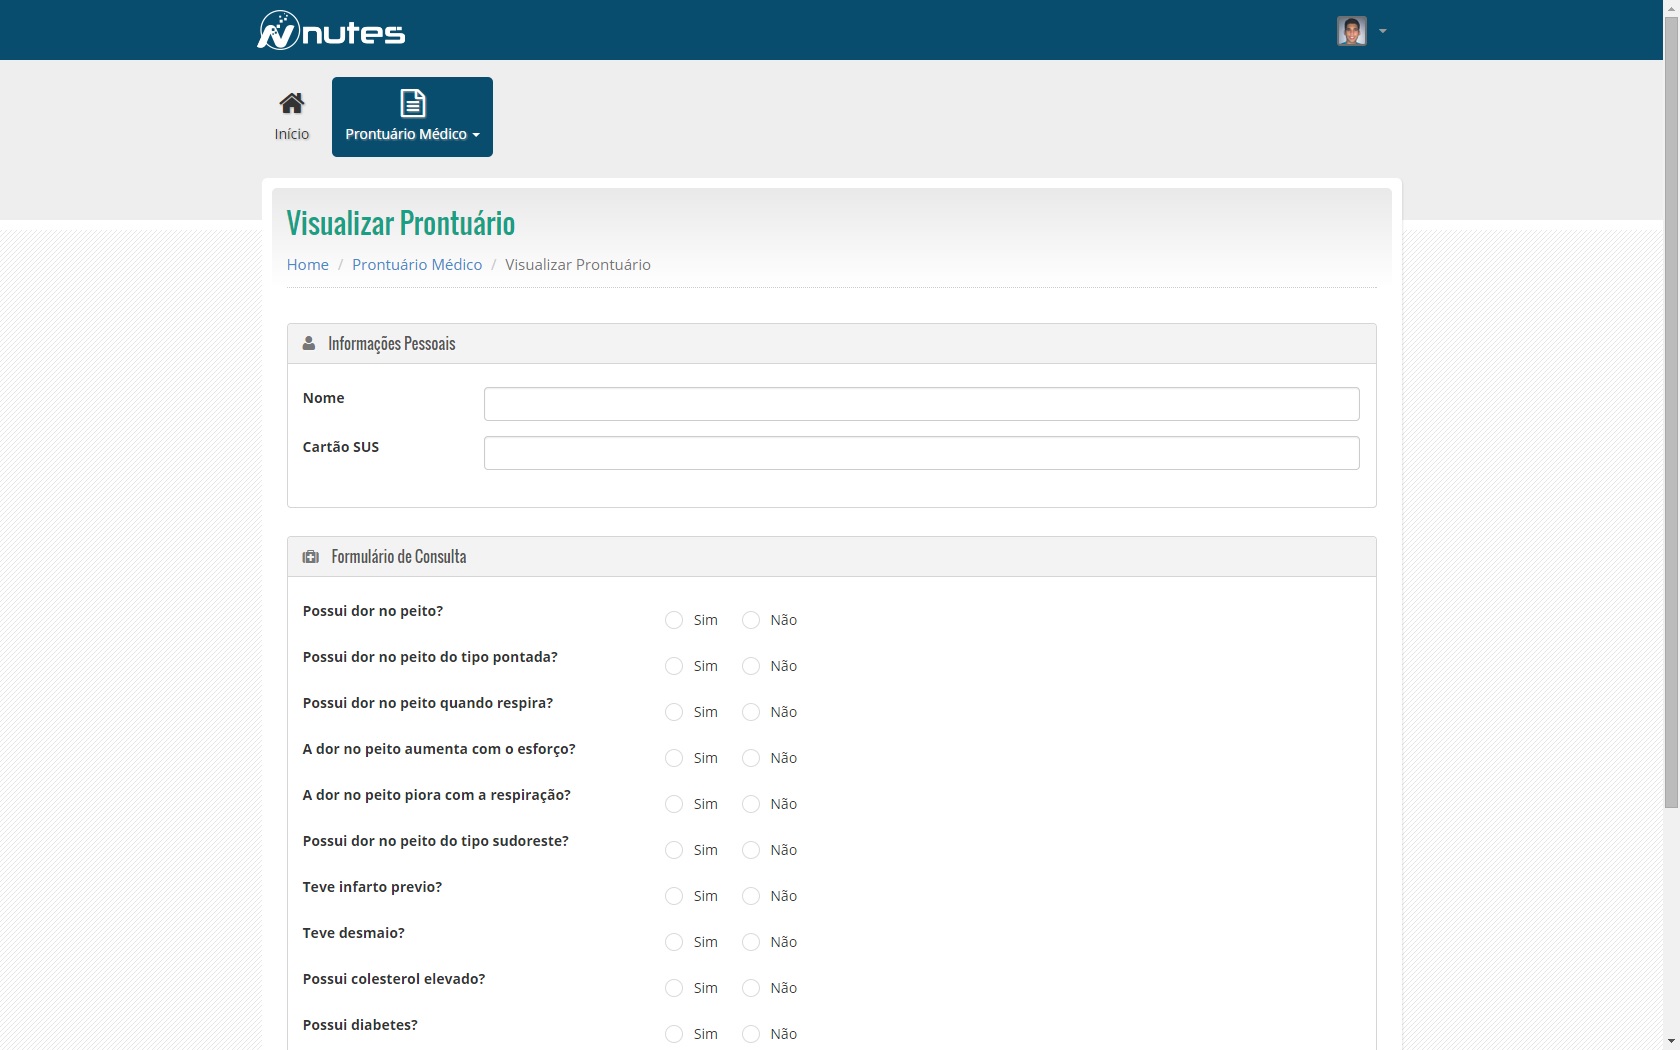 nutes
Início
Prontuário Médico
Visualizar Prontuário
Home / Prontuário Médico / Visualizar Prontuário
Informações Pessoais
Nome
Cartão SUS
Formulário de Consulta
Possui dor no peito? Sim Não
Possui dor no peito do tipo pontada? Sim Não
Possui dor no peito quando respira? Sim Não
A dor no peito aumenta com o esforço? Sim Não
A dor no peito piora com a respiração? Sim Não
Possui dor no peito do tipo sudoreste? Sim Não
Teve infarto previo? Sim Não
Teve desmaio? Sim Não
Possui colesterol elevado? Sim Não
Possui diabetes? Sim Não